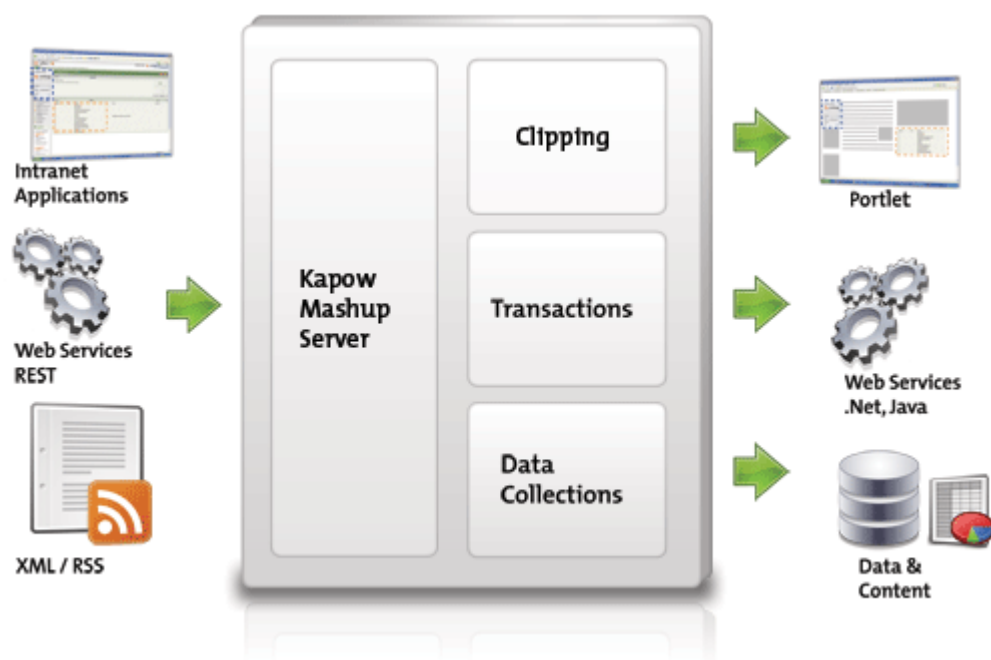 Intranet
Applications
Web Services
REST
XML / RSS
Kapow
Mashup
Server
Clipping
Transactions
Data
Collections
Portlet
Web Services
.Net, Java
Data &
Content